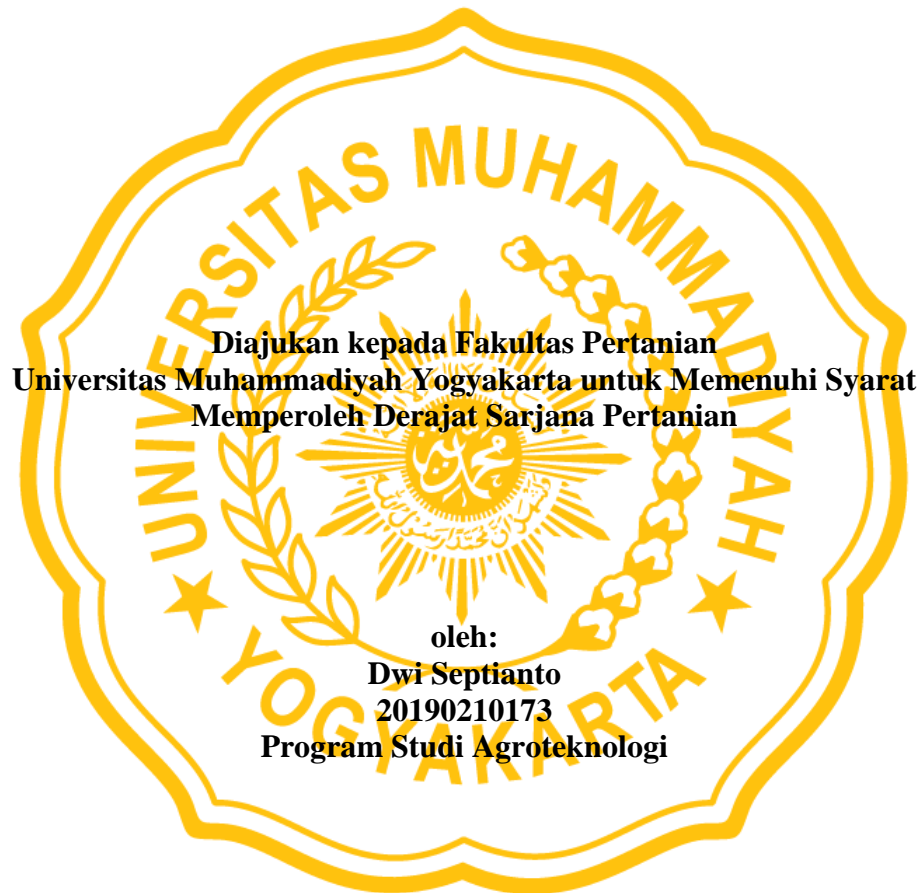 UNIVERSITAS MUHAMMADIYAH
YOGYAKARTA
Diajukan kepada Fakultas Pertanian
Universitas Muhammadiyah Yogyakarta untuk Memenuhi Syarat
Memperoleh Derajat Sarjana Pertanian
oleh:
Dwi Septianto
20190210173
Program Studi Agroteknologi